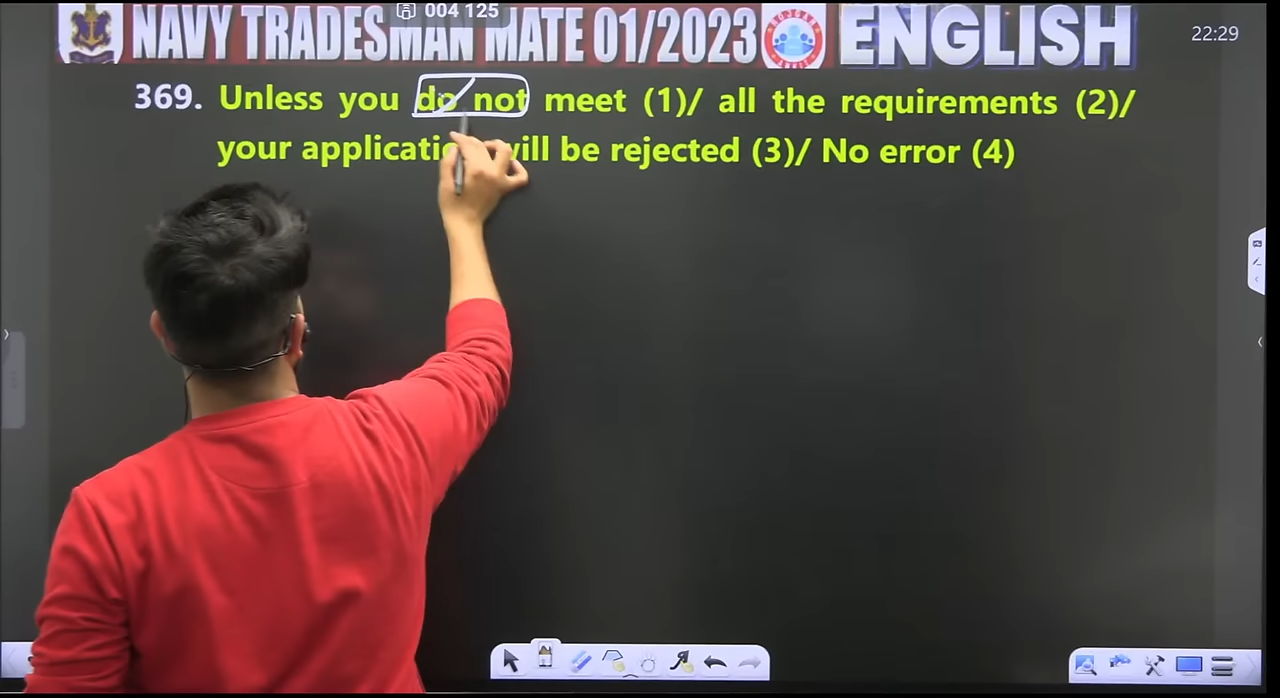 004 125
NAVY TRADESMAN MATE 01/2023 ENGLISH
22:29
369. Unless you do not meet (1)/ all the requirements (2)/
your application will be rejected (3)/ No error (4)